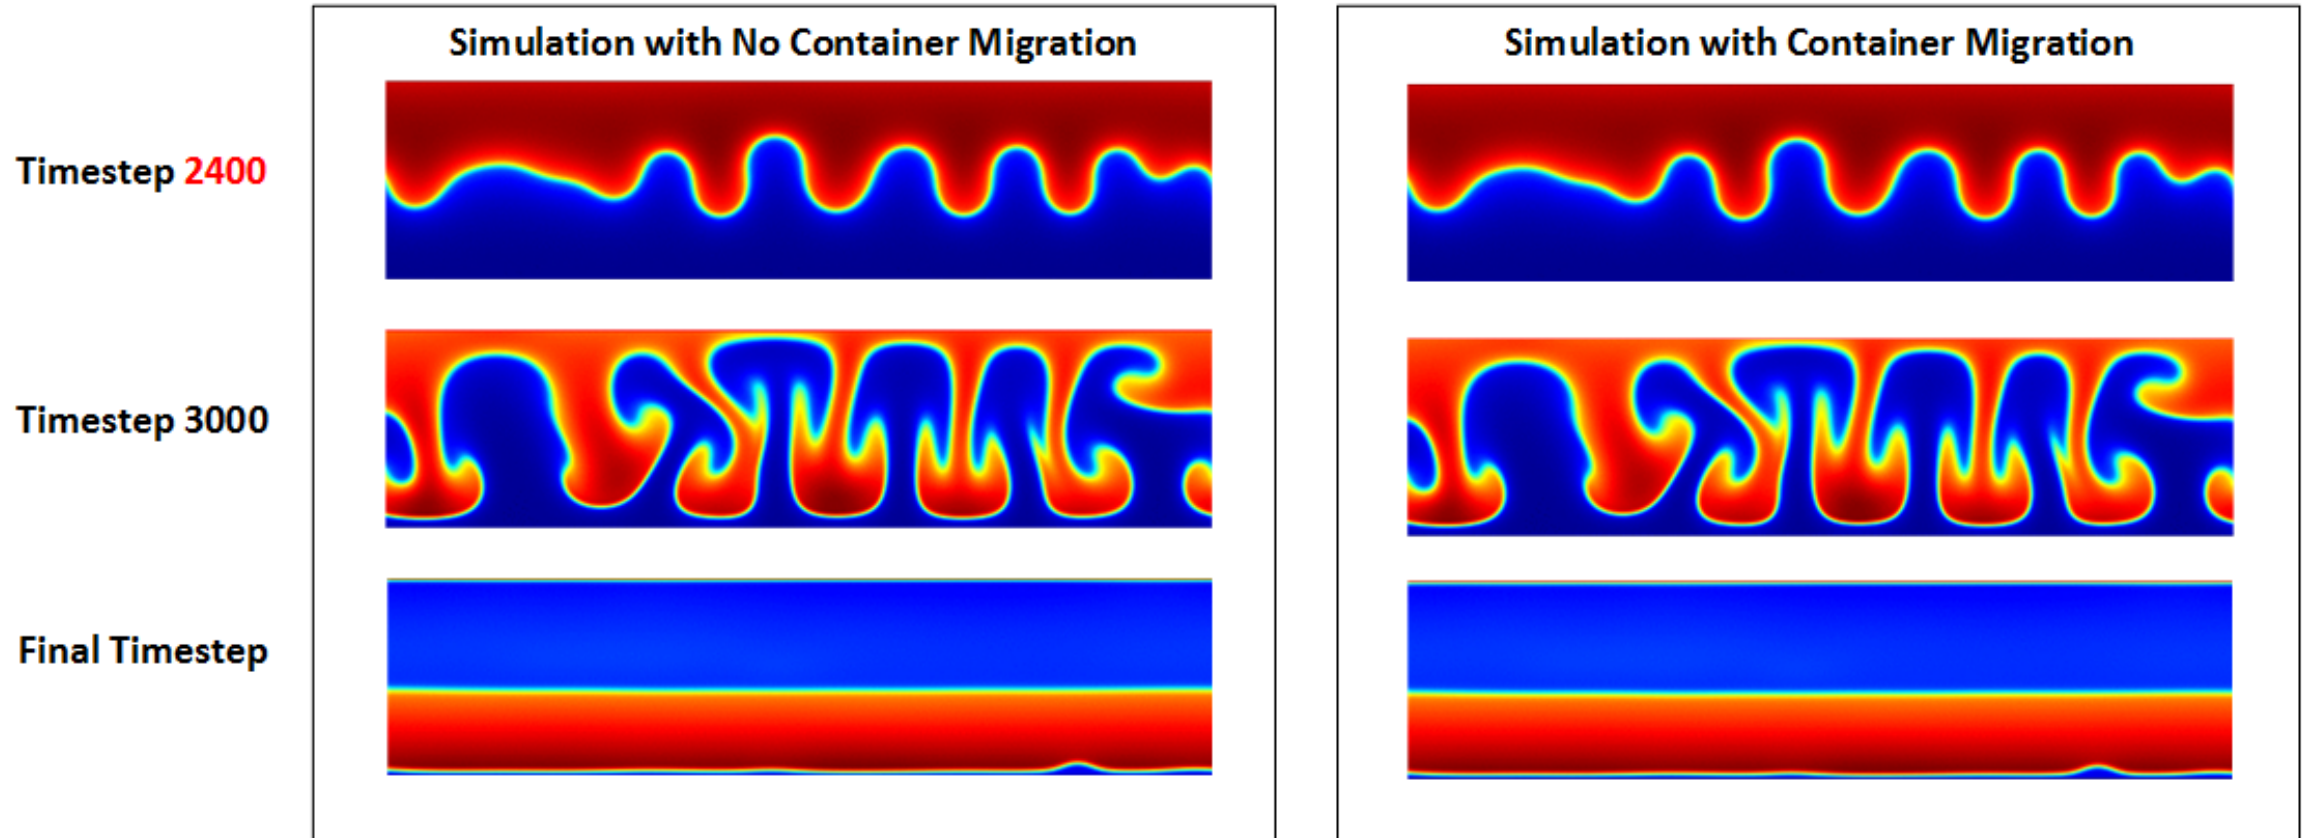 Simulation with No Container Migration
Simulation with Container Migration
Timestep 2400
Timestep 3000
Final Timestep